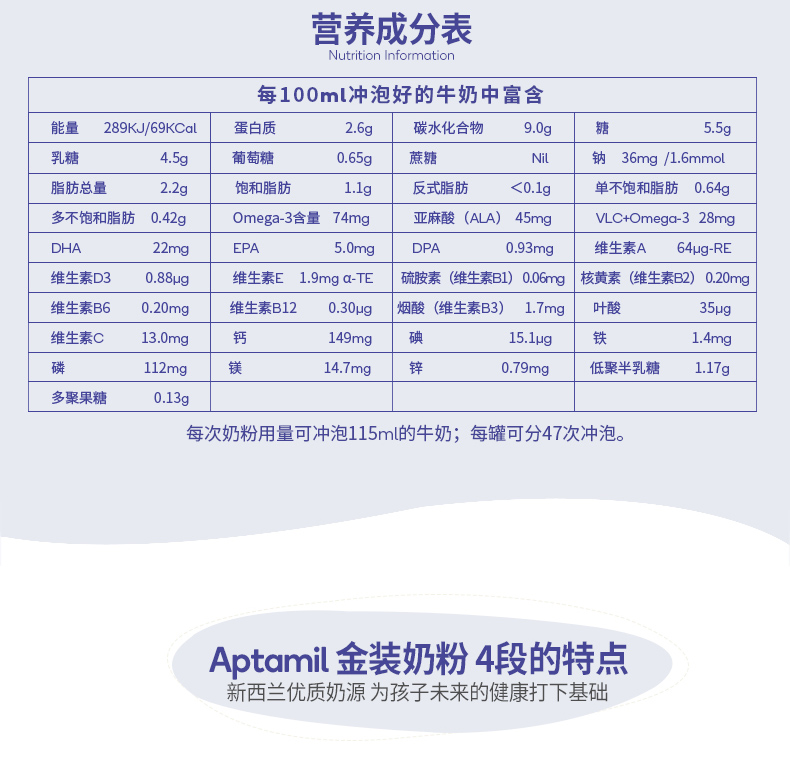 营养成分表
Nutrition Information
每100ml冲泡好的牛奶中富含
能量 289KJ/69KCal 蛋白质 2.6g 碳水化合物 9.0g 糖 5.5g
乳糖 4.5g 葡萄糖 0.65g 蔗糖 Nil 钠 36mg /1.6mmol
脂肪总量 2.2g 饱和脂肪 1.1g 反式脂肪 <0.1g 单不饱和脂肪 0.64g
多不饱和脂肪 0.42g Omega-3含量 74mg 亚麻酸（ALA） 45mg VLC+Omega-3 28mg
DHA 22mg EPA 5.0mg DPA 0.93mg 维生素A 64µg-RE
维生素D3 0.88µg 维生素E 1.9mg α-TE 硫胺素（维生素B1）0.06mg 核黄素（维生素B2）0.20mg
维生素B6 0.20mg 维生素B12 0.30µg 烟酸（维生素B3） 1.7mg 叶酸 35µg
维生素C 13.0mg 钙 149mg 碘 15.1µg 铁 1.4mg
磷 112mg 镁 14.7mg 锌 0.79mg 低聚半乳糖 1.17g
多聚果糖 0.13g
每次奶粉用量可冲泡115ml的牛奶；每罐可分47次冲泡。
Aptamil 金装奶粉 4段的特点
新西兰优质奶源 为孩子未来的健康打下基础